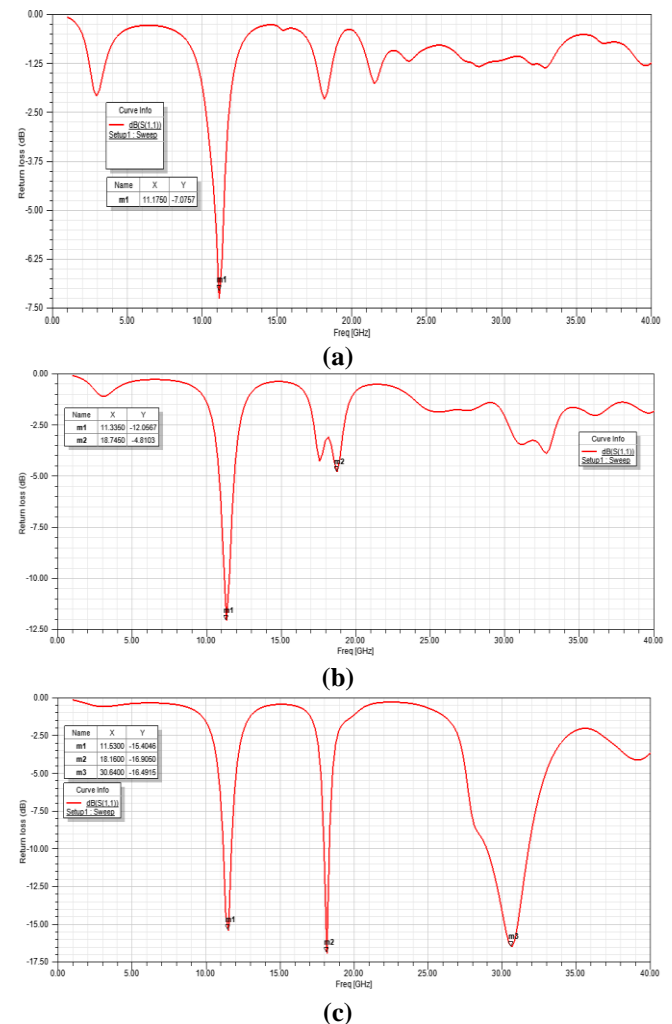 0.00
-1.25
-2.50
-3.75
-5.00
-6.25
-7.50
Return loss (dB)
Curve Info
dB(S(1,1))
Setup1 : Sweep
Name X Y
m1 11.1750 -7.0757
m1
0.00 5.00 10.00 15.00 20.00 25.00 30.00 35.00 40.00
Freq [GHz]
(a)
0.00
-2.50
-5.00
-7.50
-10.00
-12.50
Return loss (dB)
Name X Y
m1 11.3350 -12.0567
m2 18.7450 -4.8103
Curve Info
dB(S(1,1))
Setup1 : Sweep
m2
m1
0.00 5.00 10.00 15.00 20.00 25.00 30.00 35.00 40.00
Freq [GHz]
(b)
0.00
-2.50
-5.00
-7.50
-10.00
-12.50
-15.00
-17.50
Return loss (dB)
Name X Y
m1 11.5300 -15.4046
m2 18.1600 -16.9050
m3 30.6400 -16.4915
Curve Info
dB(S(1,1))
Setup1 : Sweep
m1
m2
m3
0.00 5.00 10.00 15.00 20.00 25.00 30.00 35.00 40.00
Freq [GHz]
(c)